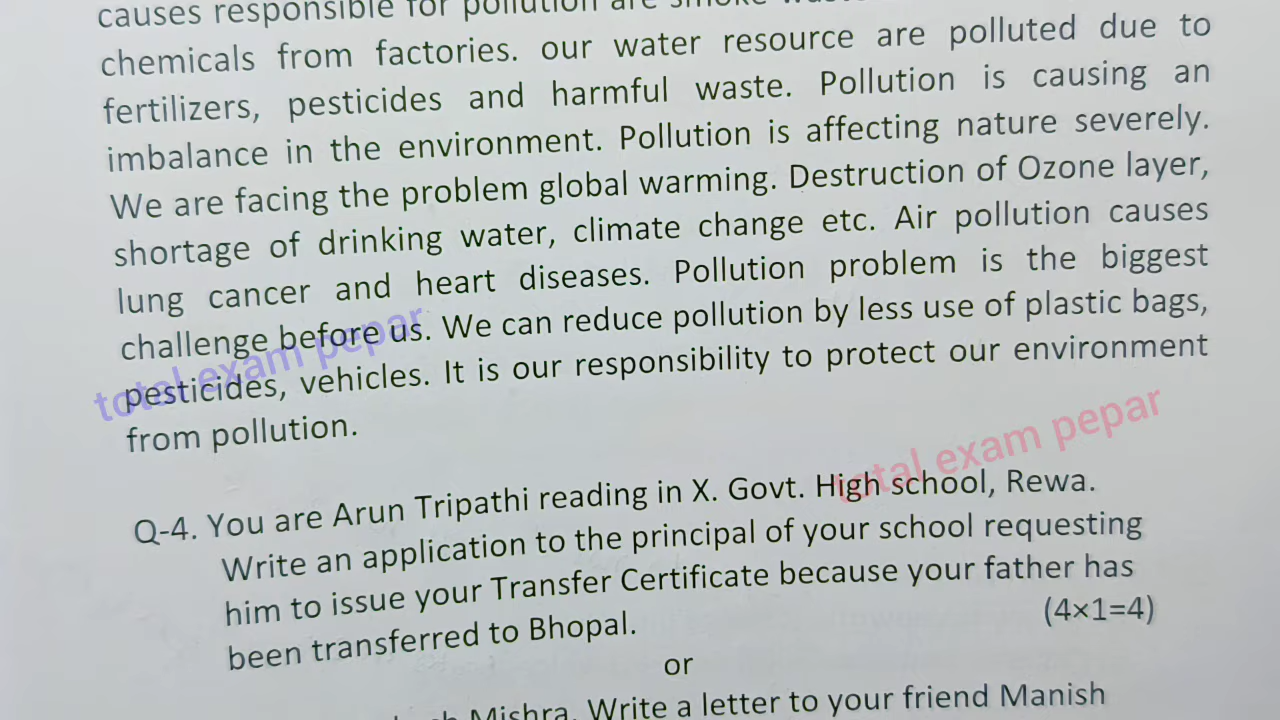 causes responsible for pollution are smoke
chemicals from factories. our water resource are polluted due to
fertilizers, pesticides and harmful waste. Pollution is causing an
imbalance in the environment. Pollution is affecting nature severely.
We are facing the problem global warming. Destruction of Ozone layer,
shortage of drinking water, climate change etc. Air pollution causes
lung cancer and heart diseases. Pollution problem is the biggest
challenge before us. We can reduce pollution by less use of plastic bags,
total exam pepar
pesticides, vehicles. It is our responsibility to protect our environment
from pollution.
total exam pepar
Q-4. You are Arun Tripathi reading in X. Govt. High school, Rewa.
Write an application to the principal of your school requesting
him to issue your Transfer Certificate because your father has
been transferred to Bhopal. (4×1=4)
or
Mishra. Write a letter to your friend Manish